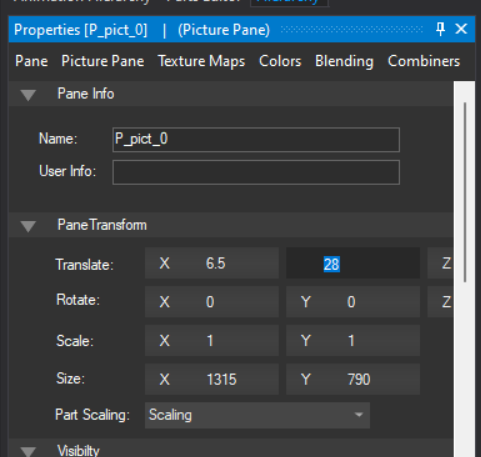 Animation Hierarchy Parts Editor Hierarchy
Properties [P_pict_0] | (Picture Pane)
Pane Picture Pane Texture Maps Colors Blending Combiners
Pane Info
Name: P_pict_0
User Info:
Pane Transform
Translate: X 6.5 28 Z
Rotate: X 0 Y 0 Z
Scale: X 1 Y 1
Size: X 1315 Y 790
Part Scaling: Scaling
Visibilty